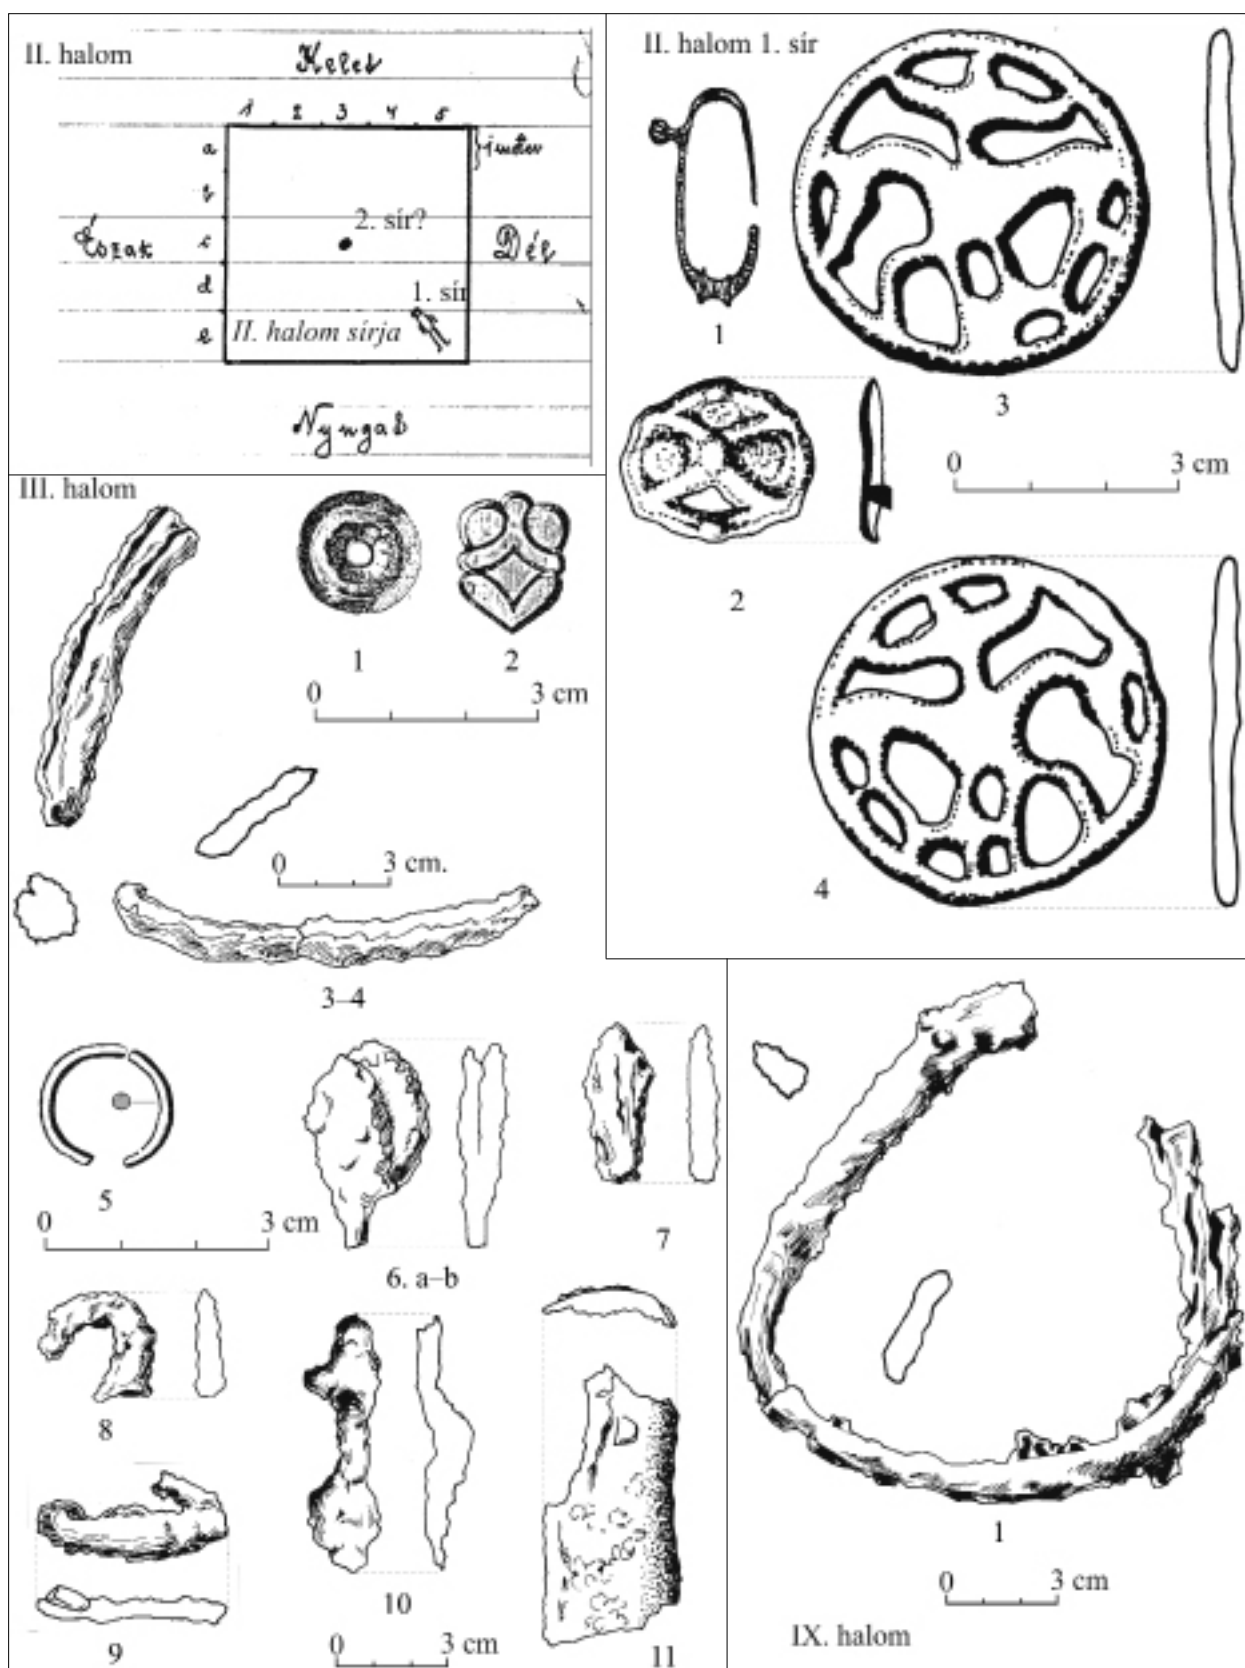 II. halom
Kelet
1 2 3 4 5
a
2. sír?
Észak c Dél
d
1. sír
e II. halom sírja
Nyugat
II. halom 1. sír
1
3
0 3 cm
2
4
III. halom
1 2
0 3 cm
0 3 cm.
3–4
5
0 3 cm
6. a–b
7
8
9
10
0 3 cm
11
1
0 3 cm
IX. halom